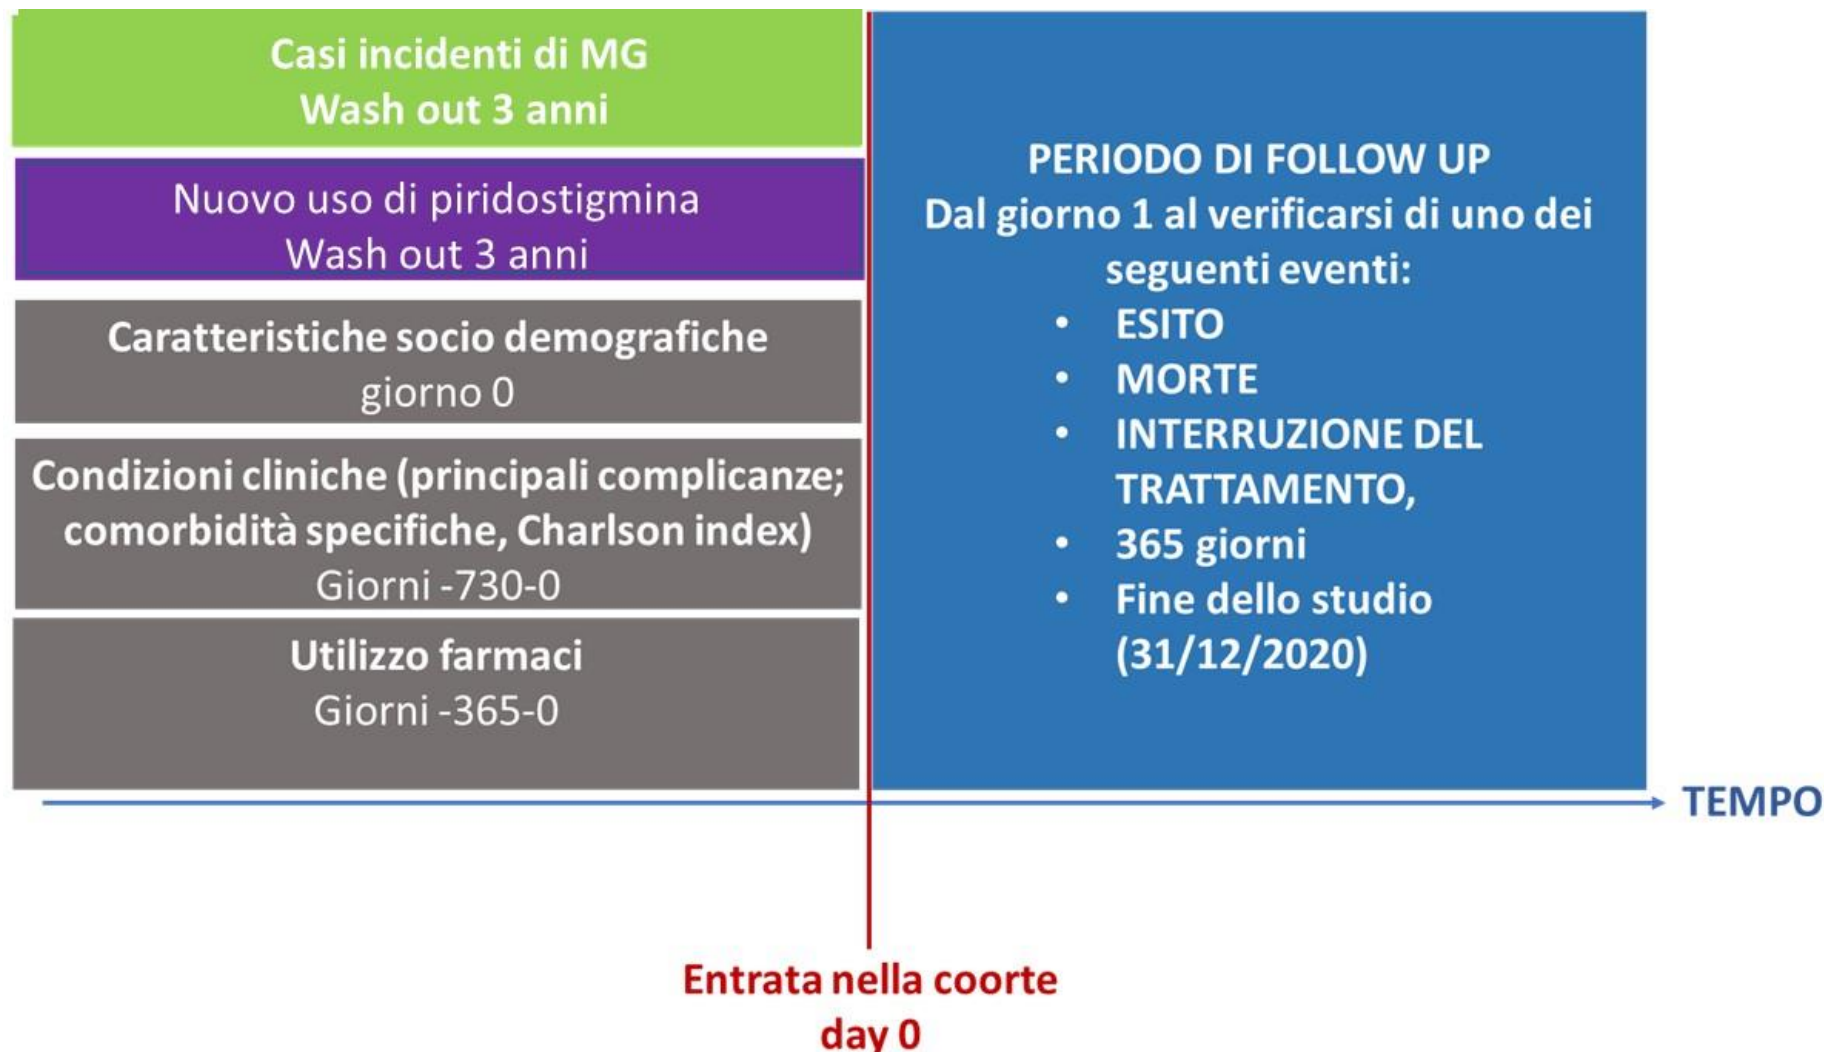 Casi incidenti di MG
Wash out 3 anni
Nuovo uso di piridostigmina
Wash out 3 anni
Caratteristiche socio demografiche
giorno 0
Condizioni cliniche (principali complicanze;
comorbidità specifiche, Charlson index)
Giorni -730-0
Utilizzo farmaci
Giorni -365-0
PERIODO DI FOLLOW UP
Dal giorno 1 al verificarsi di uno dei
seguenti eventi:
• ESITO
• MORTE
• INTERRUZIONE DEL
TRATTAMENTO,
• 365 giorni
• Fine dello studio
(31/12/2020)
TEMPO
Entrata nella coorte
day 0